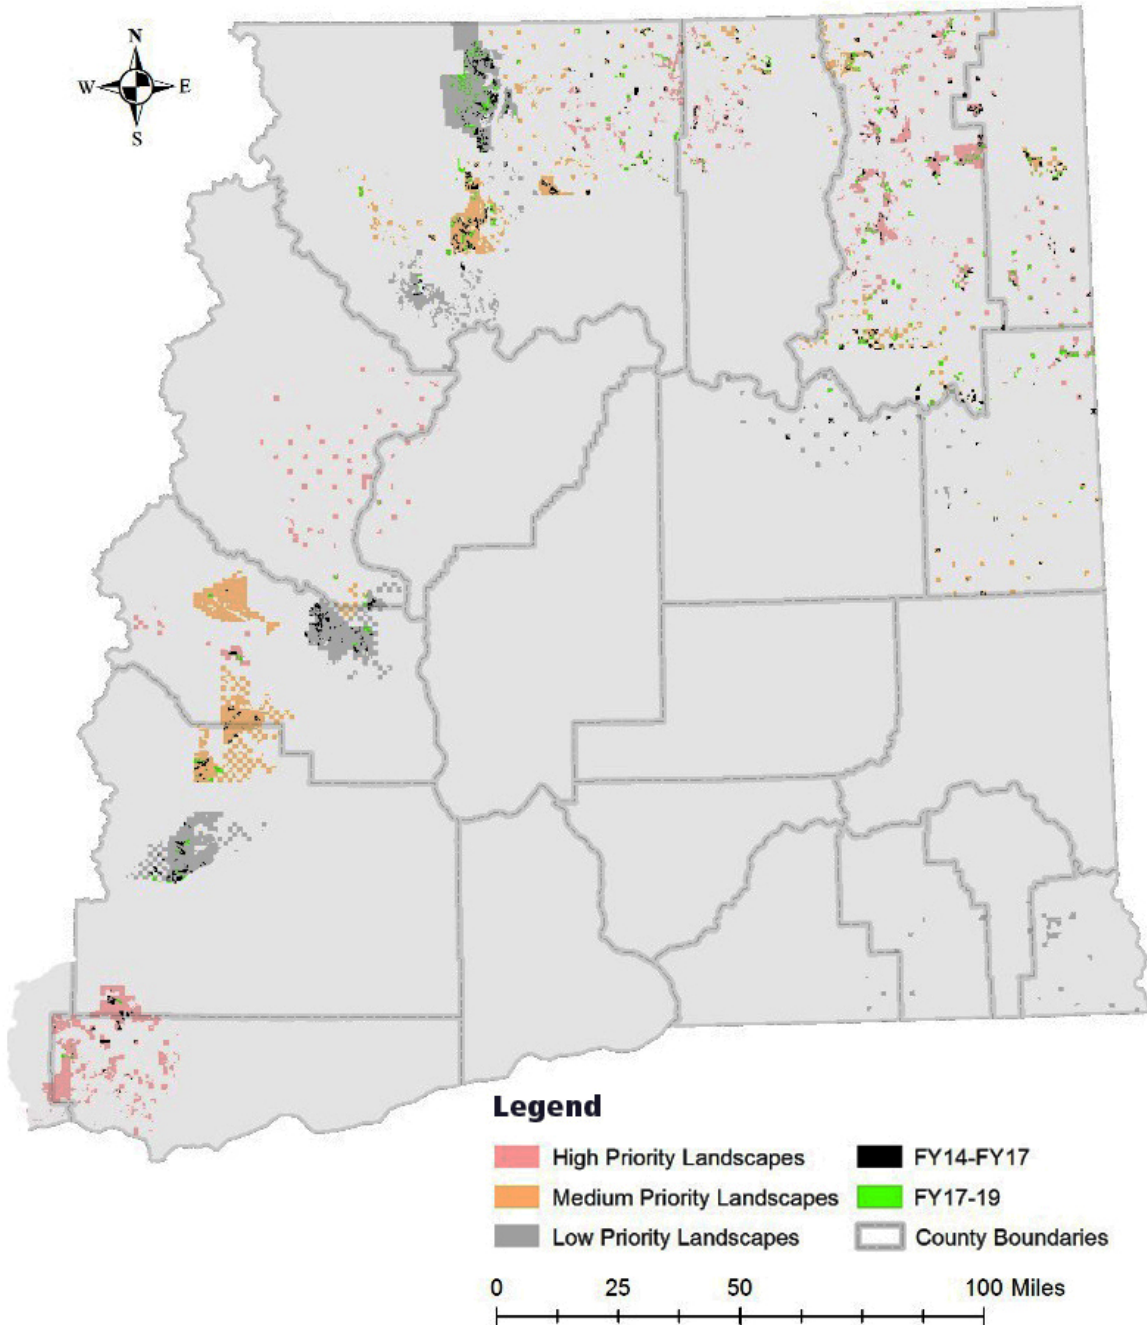 N
W E
S
Legend
High Priority Landscapes
Medium Priority Landscapes
Low Priority Landscapes
FY14-FY17
FY17-19
County Boundaries
0 25 50 100 Miles